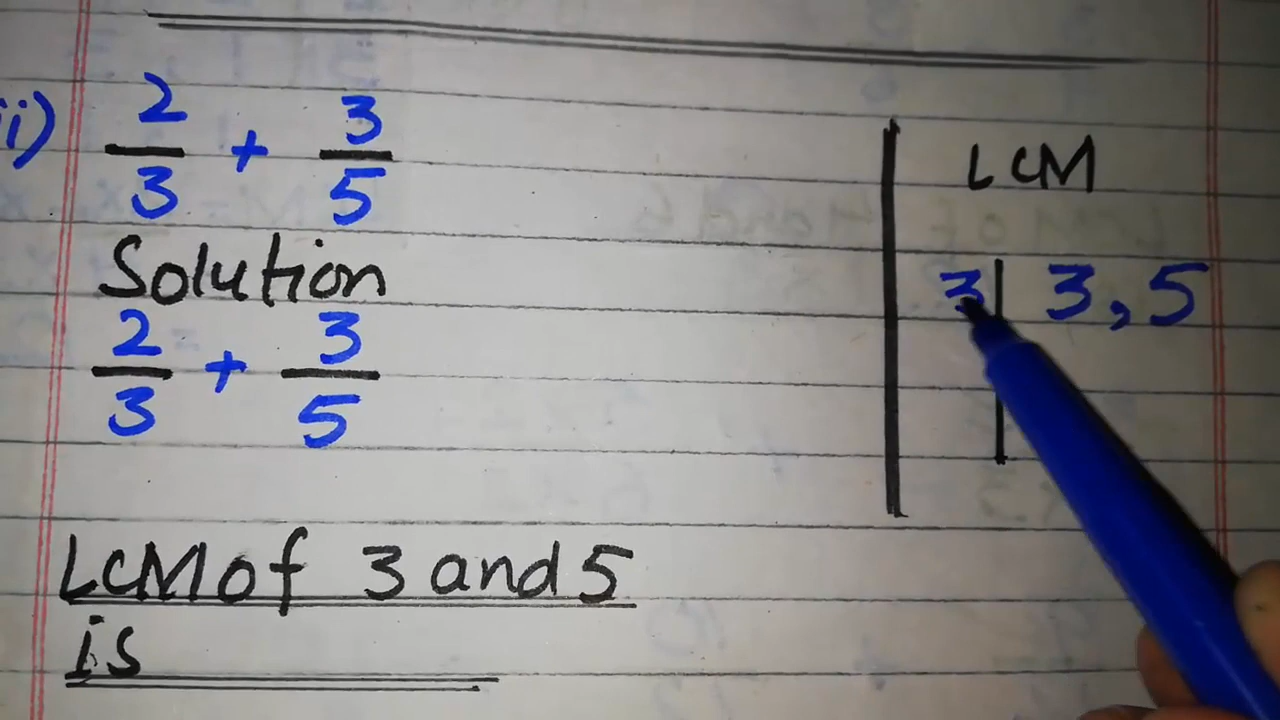 ii) 2/3 + 3/5
Solution
2/3 + 3/5
LCM of 3 and 5
is
LCM
3 | 3, 5